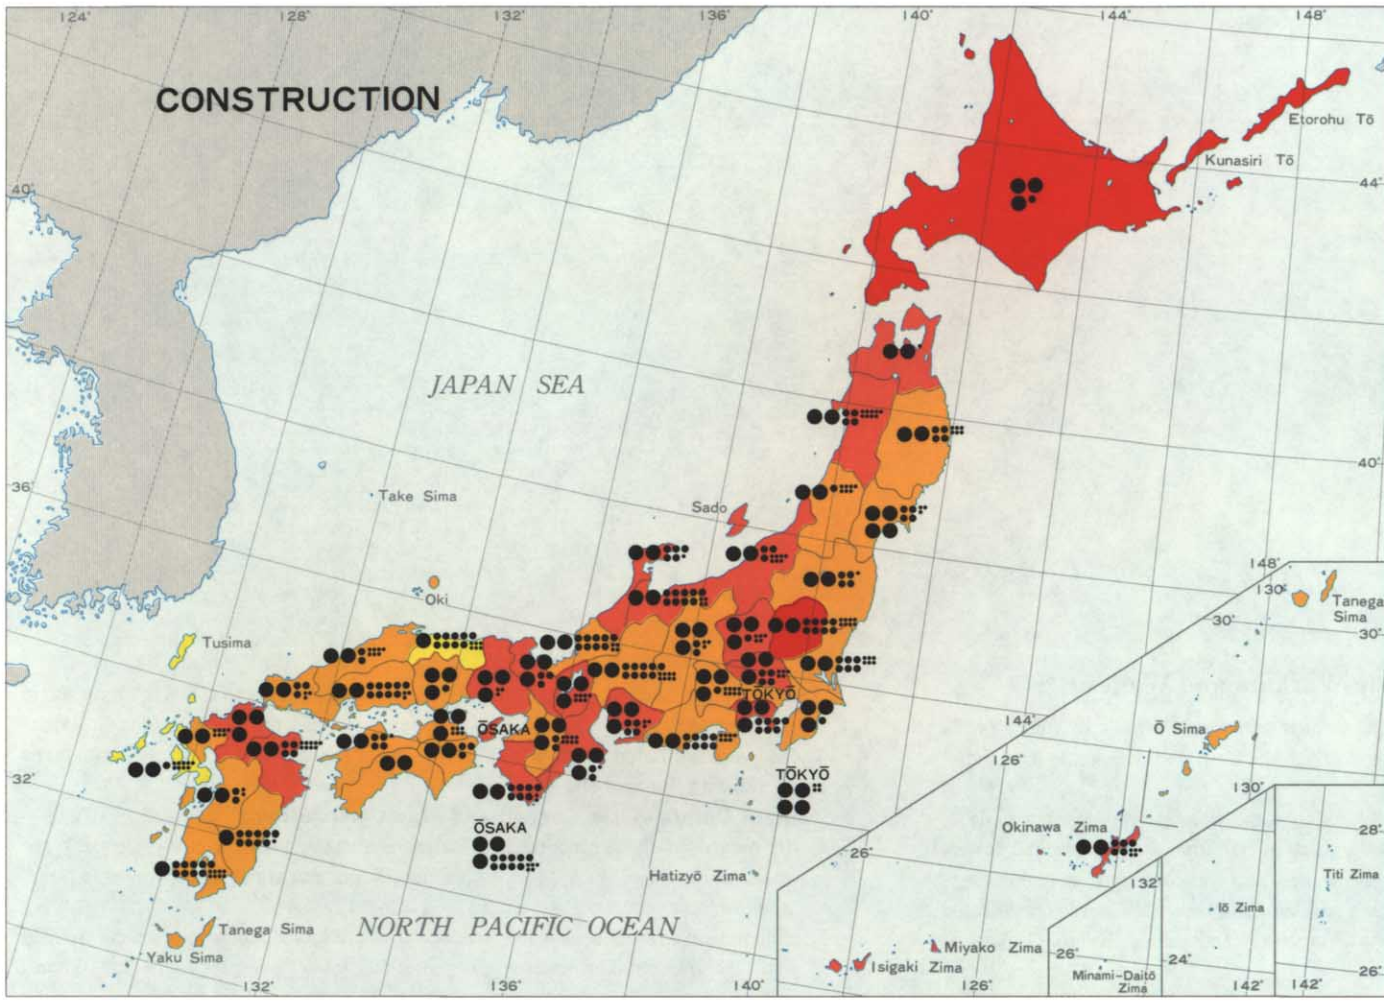 124°
128°
132°
136°
140°
144°
148°
CONSTRUCTION
Etorohu Tō
Kunasiri Tō
44°
40°
JAPAN SEA
40°
36°
Take Sima
Sado
148°
130°
Oki
Tanega
Sima
30°
30°
Tusima
TŌKYŌ
144°
Ō Sima
ŌSAKA
126°
32°
TŌKYŌ
130°
ŌSAKA
Okinawa Zima
28°
26°
Hatizyō Zima
132°
Titi Zima
Iō Zima
NORTH PACIFIC OCEAN
Tanega Sima
Miyako Zima
Yaku Sima
Isigaki Zima
26°
24°
Minami-Daitō
Zima
26°
132°
136°
140°
126°
142°
142°